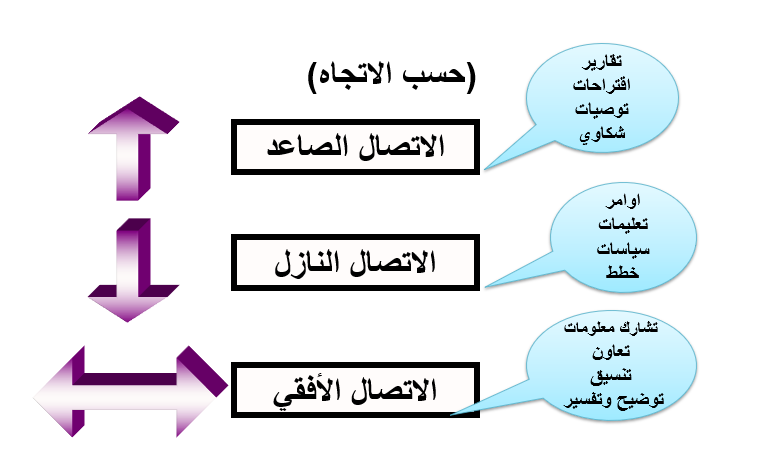 (حسب الاتجاه)
تقارير
اقتراحات
توصيات
شكاوي
الاتصال الصاعد
اوامر
تعليمات
سياسات
خطط
الاتصال النازل
تشارك معلومات
تعاون
تنسيق
توضيح وتفسير
الاتصال الأفقي